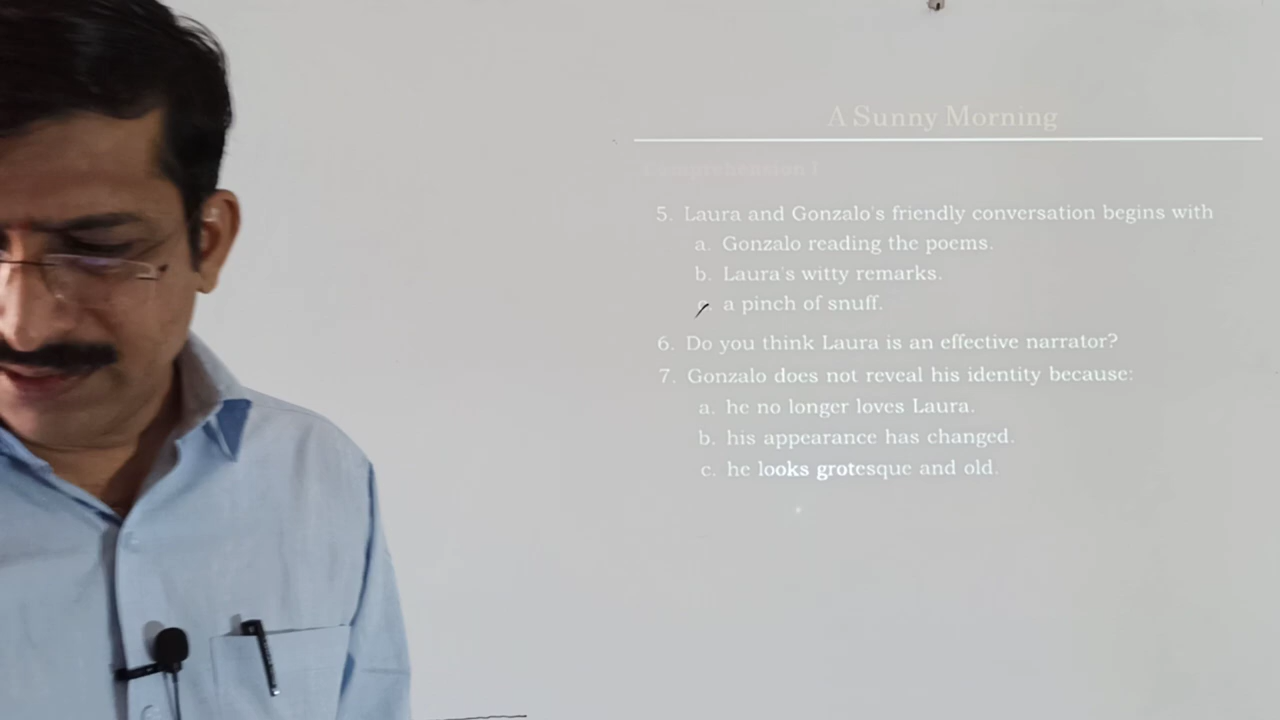 A Sunny Morning
Comprehension I
5. Laura and Gonzalo's friendly conversation begins with
a. Gonzalo reading the poems.
b. Laura's witty remarks.
c. a pinch of snuff.
6. Do you think Laura is an effective narrator?
7. Gonzalo does not reveal his identity because:
a. he no longer loves Laura.
b. his appearance has changed.
c. he looks grotesque and old.